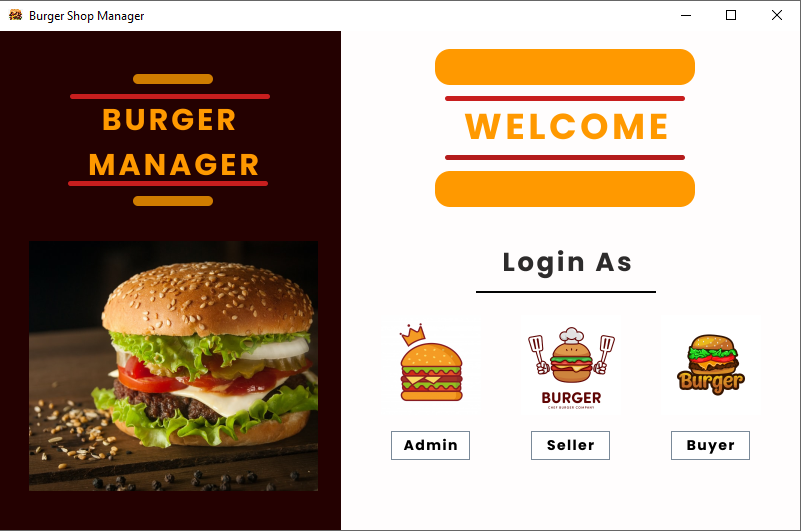 Burger Shop Manager
BURGER
MANAGER
WELCOME
Login As
BURGER
CHEF BURGER COMPANY
Burger
Admin
Seller
Buyer